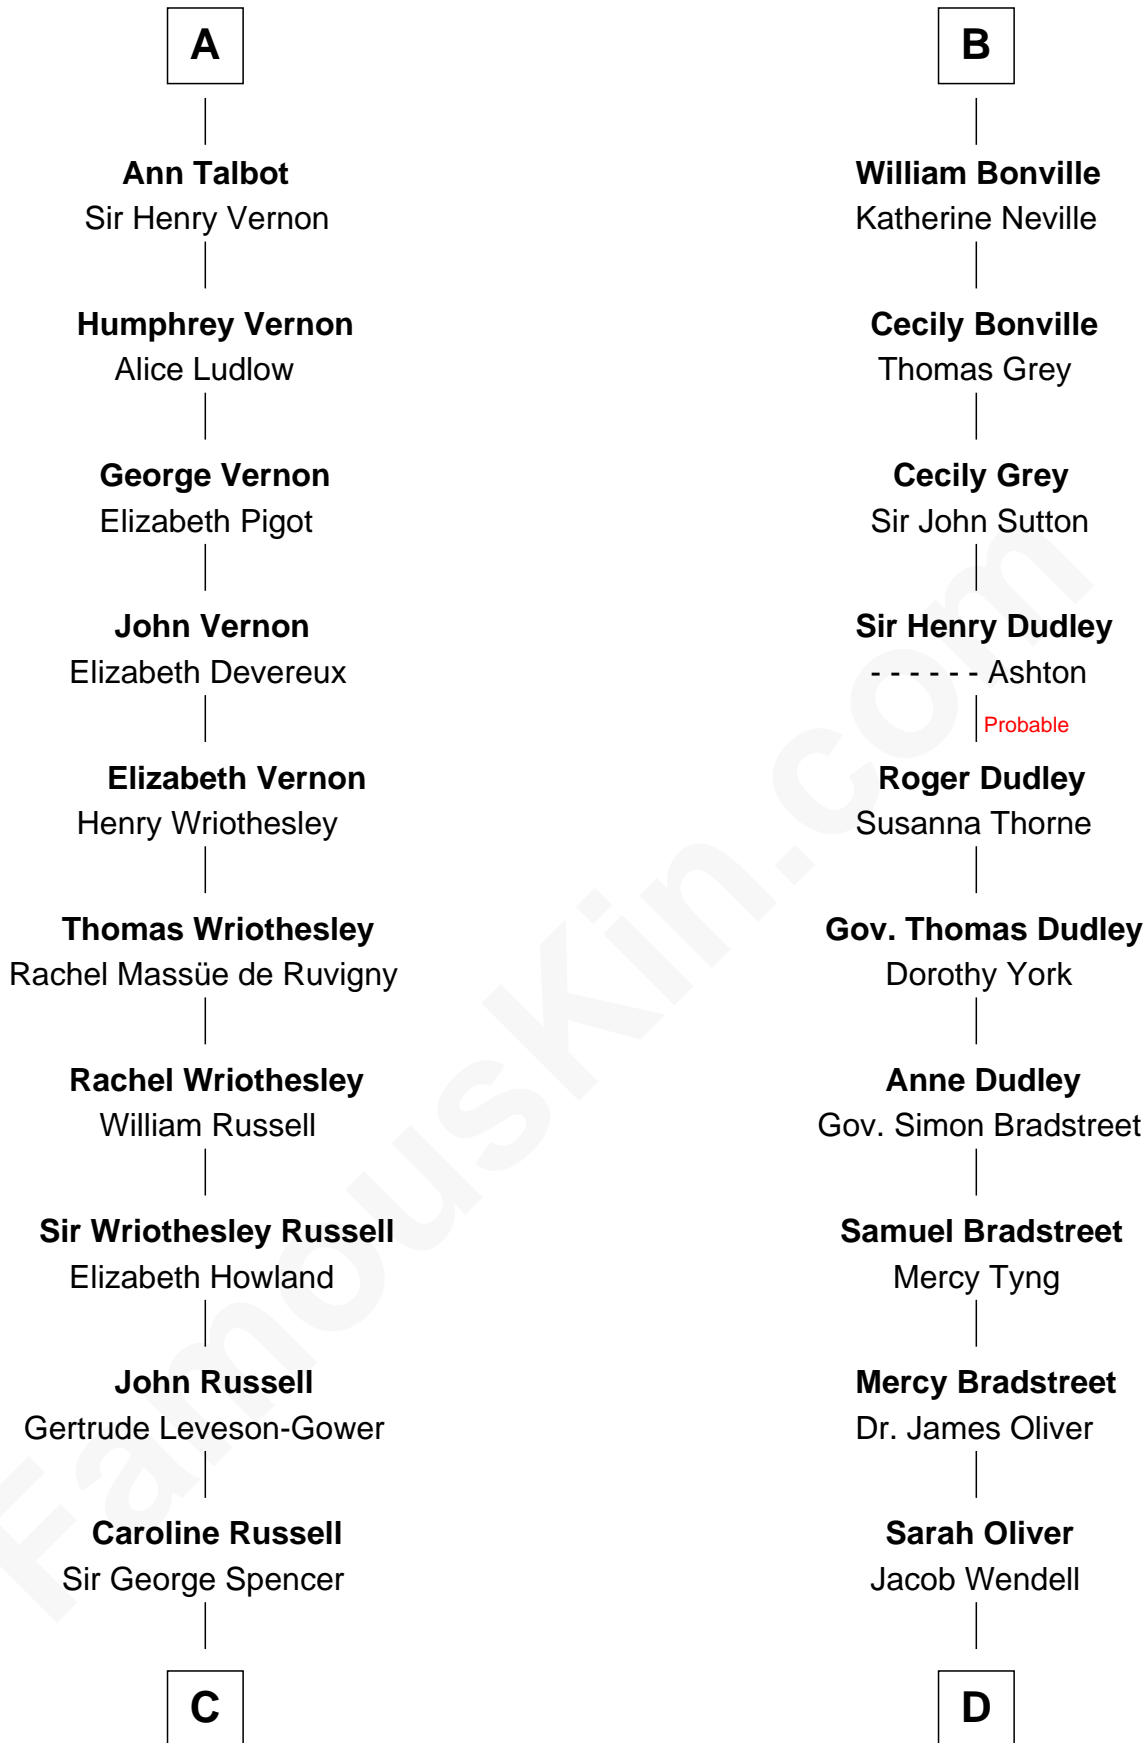 A
Ann Talbot
Sir Henry Vernon
Humphrey Vernon
Alice Ludlow
George Vernon
Elizabeth Pigot
John Vernon
Elizabeth Devereux
Elizabeth Vernon
Henry Wriothesley
Thomas Wriothesley
Rachel Massüe de Ruvigny
Rachel Wriothesley
William Russell
Sir Wriothesley Russell
Elizabeth Howland
John Russell
Gertrude Leveson-Gower
Caroline Russell
Sir George Spencer
C
B
William Bonville
Katherine Neville
Cecily Bonville
Thomas Grey
Cecily Grey
Sir John Sutton
Sir Henry Dudley
- - - - - - Ashton
Probable
Roger Dudley
Susanna Thorne
Gov. Thomas Dudley
Dorothy York
Anne Dudley
Gov. Simon Bradstreet
Samuel Bradstreet
Mercy Tyng
Mercy Bradstreet
Dr. James Oliver
Sarah Oliver
Jacob Wendell
D
FamousKin.com